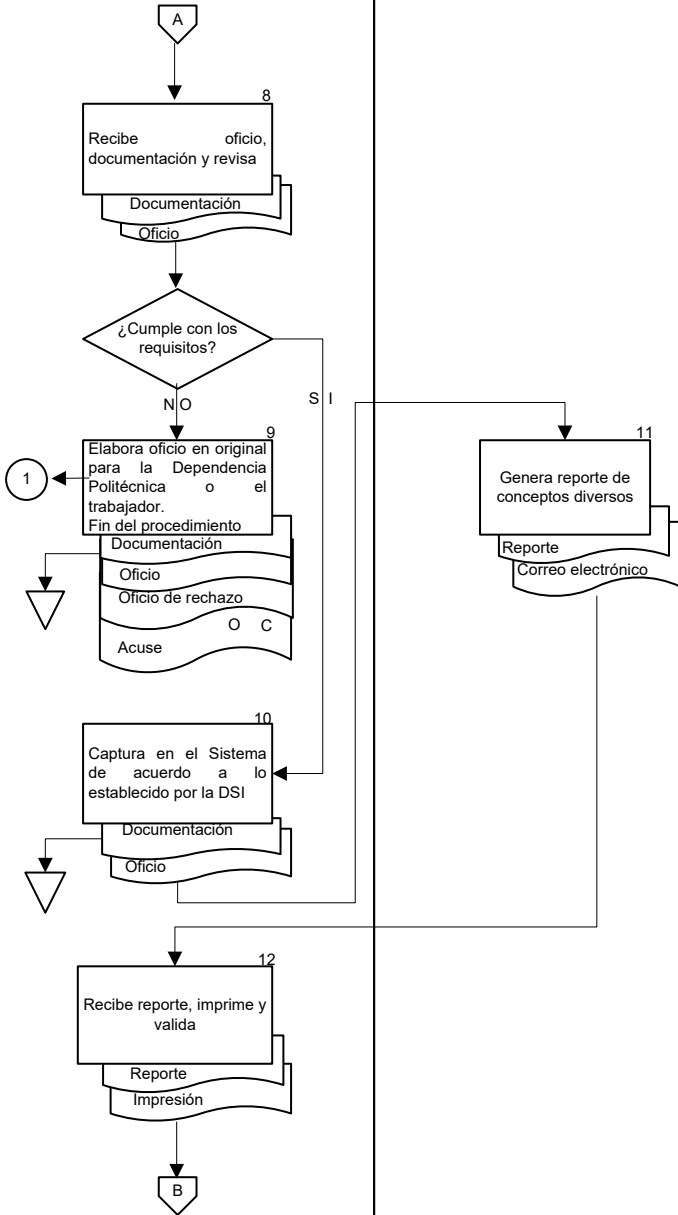 A
8
Recibe oficio,
documentación y revisa
Documentación
Oficio
¿Cumple con los
requisitos?
NO
S I
9
Elabora oficio en original
para la Dependencia
Politécnica o el
trabajador.
Fin del procedimiento
1
Documentación
Oficio
Oficio de rechazo
O C
Acuse
10
Captura en el Sistema
de acuerdo a lo
establecido por la DSI
Documentación
Oficio
11
Genera reporte de
conceptos diversos
Reporte
Correo electrónico
12
Recibe reporte, imprime y
valida
Reporte
Impresión
B